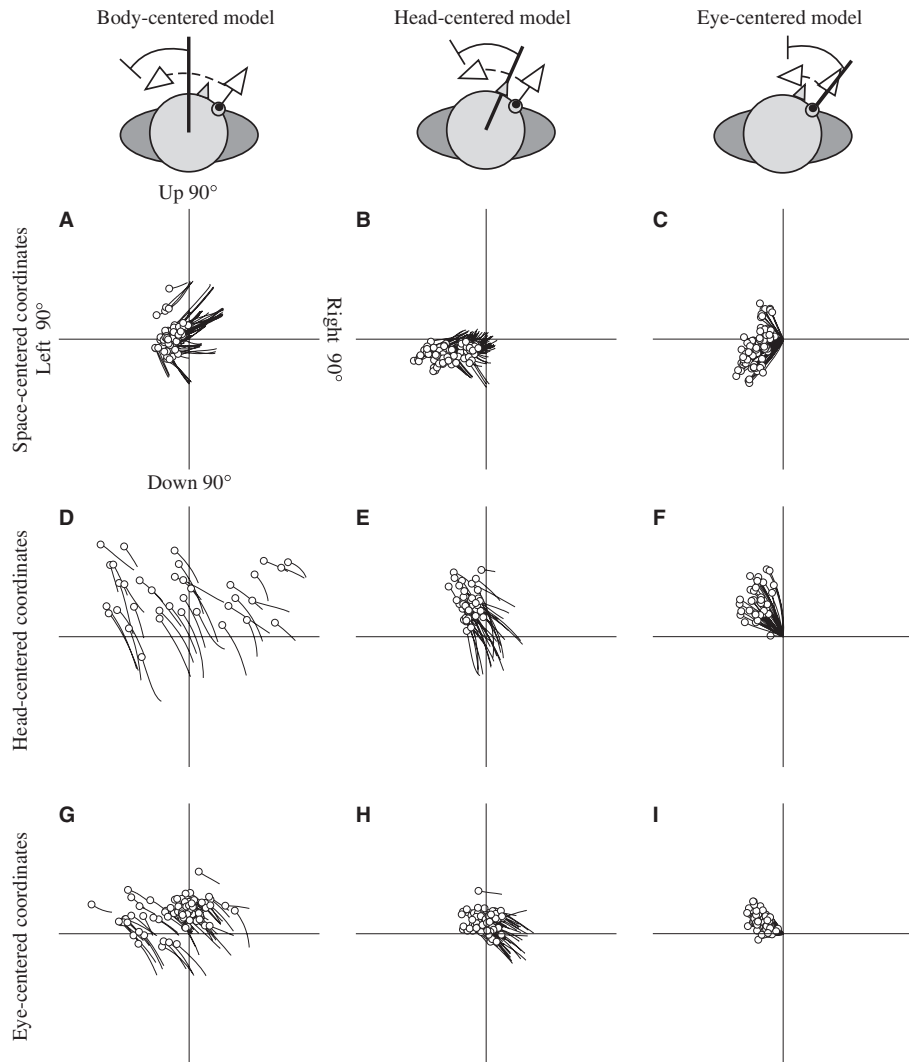 Body-centered model
Head-centered model
Eye-centered model
Up 90°
A
B
C
Space-centered coordinates
Left 90°
Right 90°
Down 90°
D
E
F
Head-centered coordinates
G
H
I
Eye-centered coordinates